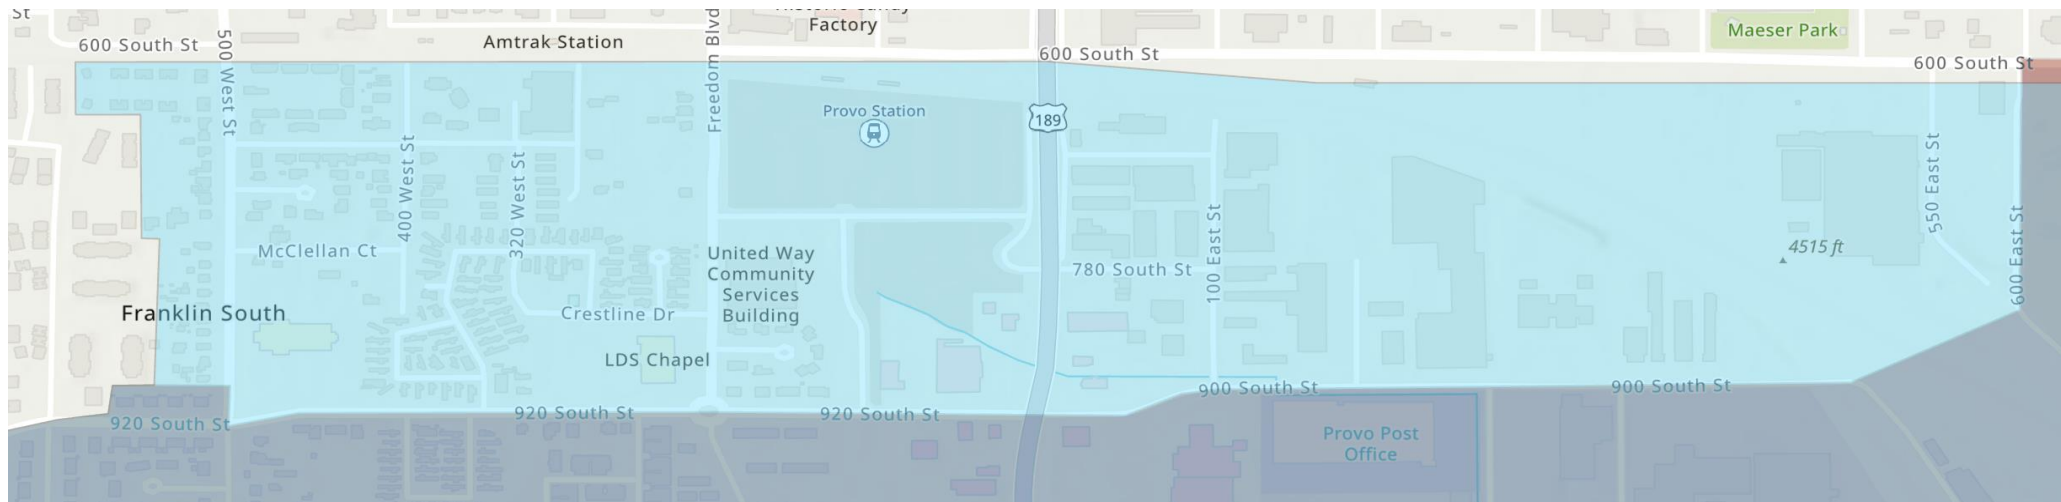 St
Historic Candy
Factory
Maeser Park
600 South St
500 West St
Amtrak Station
Freedom Blvd
600 South St
600 South St
Provo Station
189
400 West St
320 West St
550 East St
McClellan Ct
United Way
Community
Services
Building
100 East St
780 South St
4515 ft
600 East St
Franklin South
Crestline Dr
LDS Chapel
900 South St
900 South St
920 South St
920 South St
920 South St
Provo Post
Office